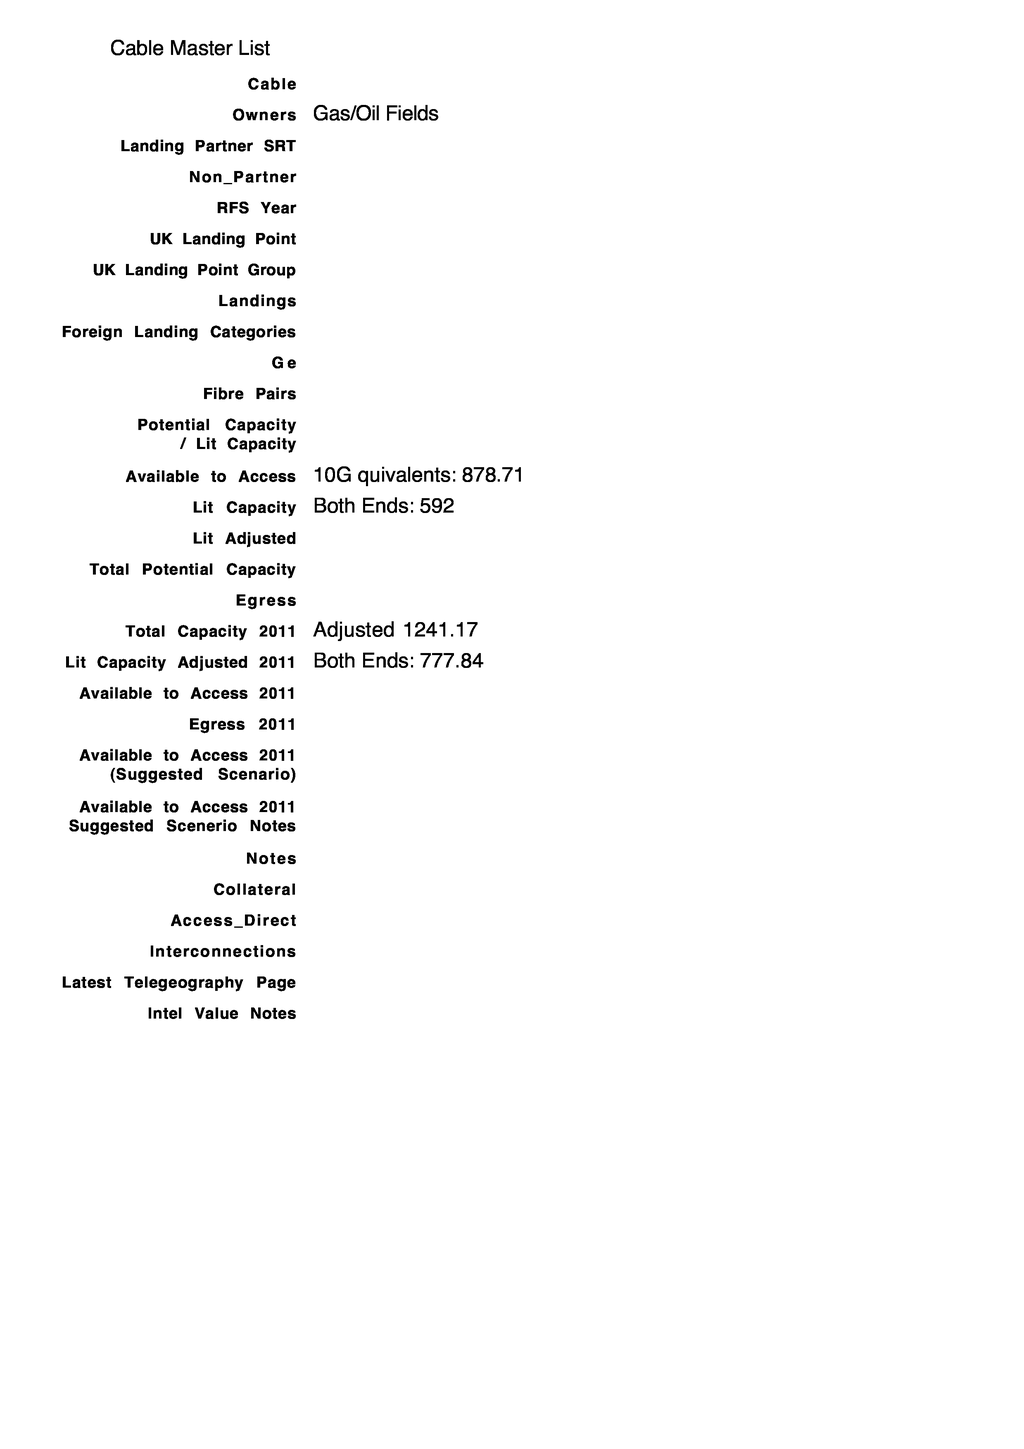 Cable Master List
Cable
Owners Gas/Oil Fields
Landing Partner SRT
Non_Partner
RFS Year
UK Landing Point
UK Landing Point Group
Landings
Foreign Landing Categories
Ge
Fibre Pairs
Potential Capacity
/ Lit Capacity
Available to Access 10G quivalents: 878.71
Lit Capacity Both Ends: 592
Lit Adjusted
Total Potential Capacity
Egress
Total Capacity 2011 Adjusted 1241.17
Lit Capacity Adjusted 2011 Both Ends: 777.84
Available to Access 2011
Egress 2011
Available to Access 2011
(Suggested Scenario)
Available to Access 2011
Suggested Scenerio Notes
Notes
Collateral
Access_Direct
Interconnections
Latest Telegeography Page
Intel Value Notes